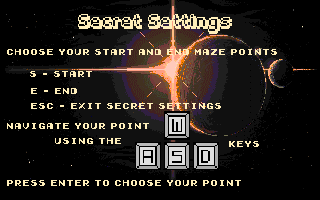 Secret Settings
CHOOSE YOUR START AND END MAZE POINTS
S - START
E - END
ESC - EXIT SECRET SETTINGS
NAVIGATE YOUR POINT W
USING THE A S D KEYS
PRESS ENTER TO CHOOSE YOUR POINT